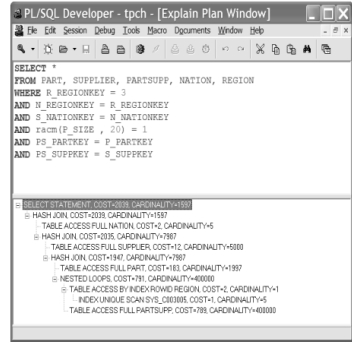 PL/SQL Developer - tpch - [Explain Plan Window]
File Edit Session Debug Tools Macro Documents Window Help
SELECT *
FROM PART, SUPPLIER, PARTSUPP, NATION, REGION
WHERE R_REGIONKEY = 3
AND N_REGIONKEY = R_REGIONKEY
AND S_NATIONKEY = N_NATIONKEY
AND racm(P_SIZE , 20) = 1
AND PS_PARTKEY = P_PARTKEY
AND PS_SUPPKEY = S_SUPPKEY
SELECT STATEMENT, COST=2039, CARDINALITY=1597
HASH JOIN, COST=2039, CARDINALITY=1597
TABLE ACCESS FULL NATION, COST=2, CARDINALITY=5
HASH JOIN, COST=2035, CARDINALITY=7987
TABLE ACCESS FULL SUPPLIER, COST=12, CARDINALITY=5000
HASH JOIN, COST=1947, CARDINALITY=7987
TABLE ACCESS FULL PART, COST=183, CARDINALITY=1997
NESTED LOOPS, COST=791, CARDINALITY=400000
TABLE ACCESS BY INDEX ROWID REGION, COST=2, CARDINALITY=1
INDEX UNIQUE SCAN SYS_C003005, COST=1, CARDINALITY=5
TABLE ACCESS FULL PARTSUPP, COST=789, CARDINALITY=400000